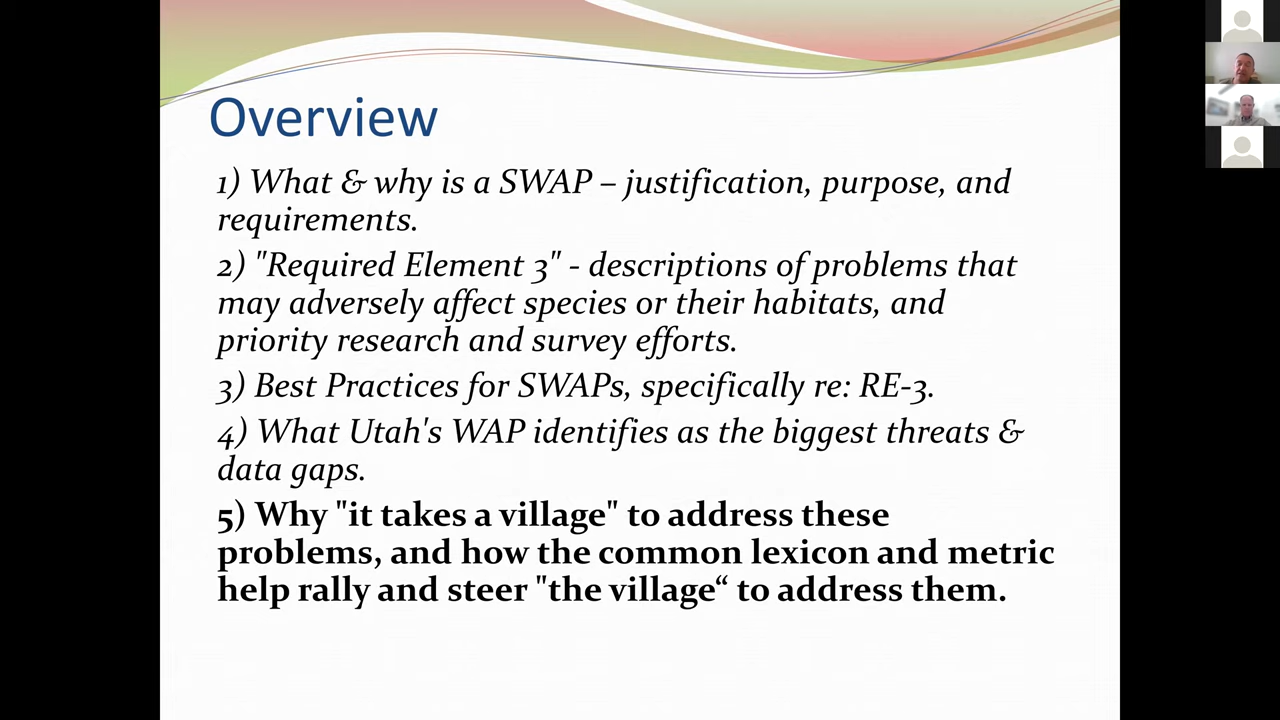 Overview
1) What & why is a SWAP – justification, purpose, and
requirements.
2) "Required Element 3" - descriptions of problems that
may adversely affect species or their habitats, and
priority research and survey efforts.
3) Best Practices for SWAPs, specifically re: RE-3.
4) What Utah's WAP identifies as the biggest threats &
data gaps.
5) Why "it takes a village" to address these
problems, and how the common lexicon and metric
help rally and steer "the village“ to address them.